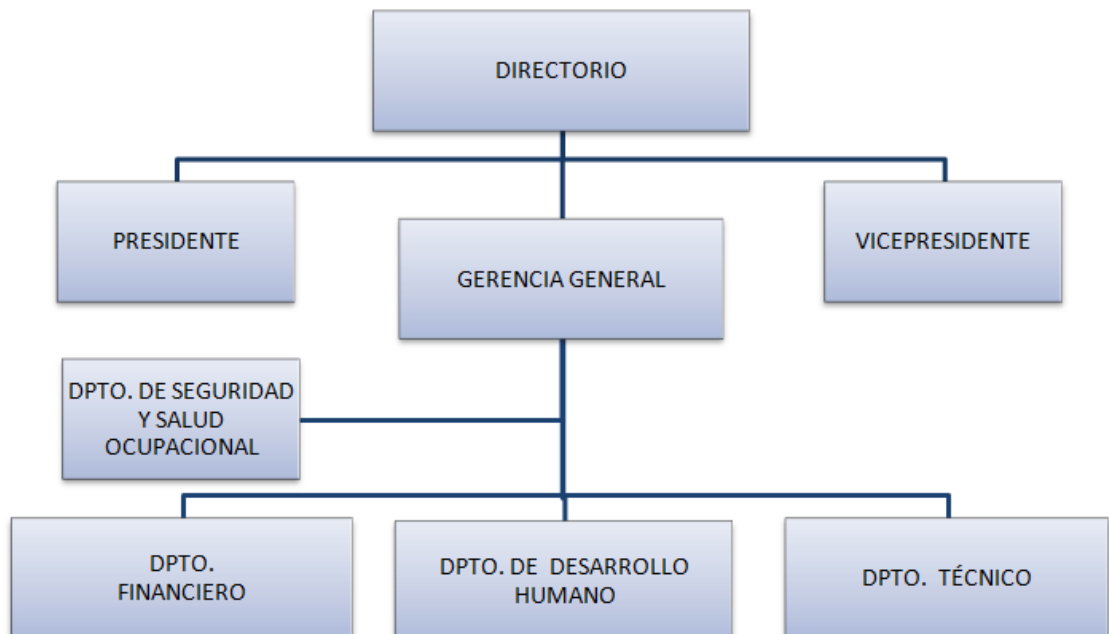 DIRECTORIO
PRESIDENTE
GERENCIA GENERAL
VICEPRESIDENTE
DPTO. DE SEGURIDAD
Y SALUD
OCUPACIONAL
DPTO.
FINANCIERO
DPTO. DE DESARROLLO
HUMANO
DPTO. TÉCNICO